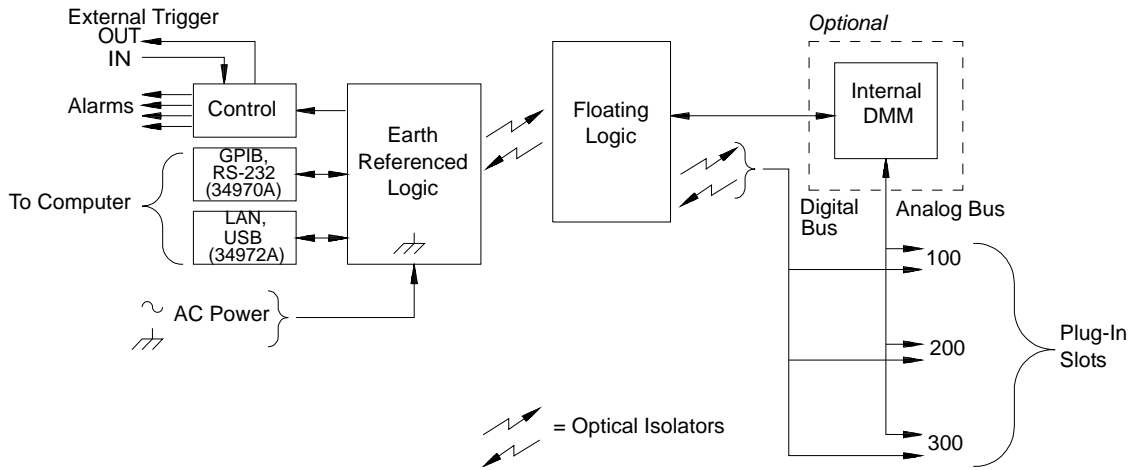 External Trigger
OUT
IN
Alarms
Control
GPIB,
RS-232
(34970A)
To Computer
LAN,
USB
(34972A)
AC Power
Earth
Referenced
Logic
Floating
Logic
Optional
Internal
DMM
Digital
Bus
Analog Bus
100
200
300
Plug-In
Slots
= Optical Isolators